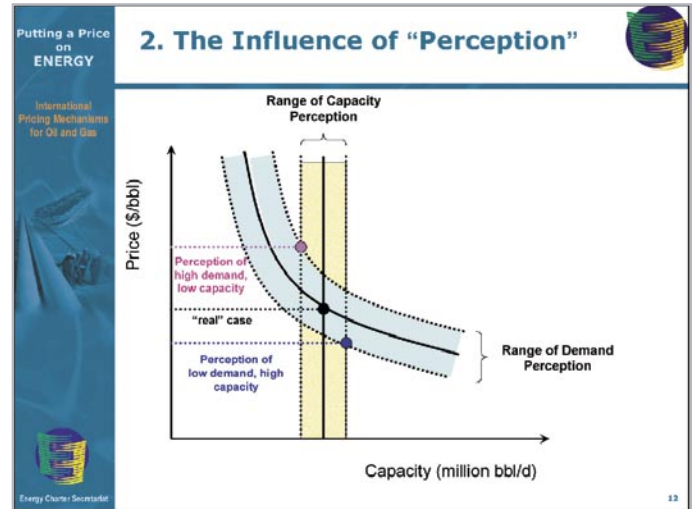 Putting a Price
on
ENERGY
International
Pricing Mechanisms
for Oil and Gas
2. The Influence of “Perception”
Range of Capacity
Perception
Price ($/bbl)
Perception of
high demand,
low capacity
“real” case
Perception of
low demand, high
capacity
Range of Demand
Perception
Capacity (million bbl/d)
Energy Charter Secretariat
12